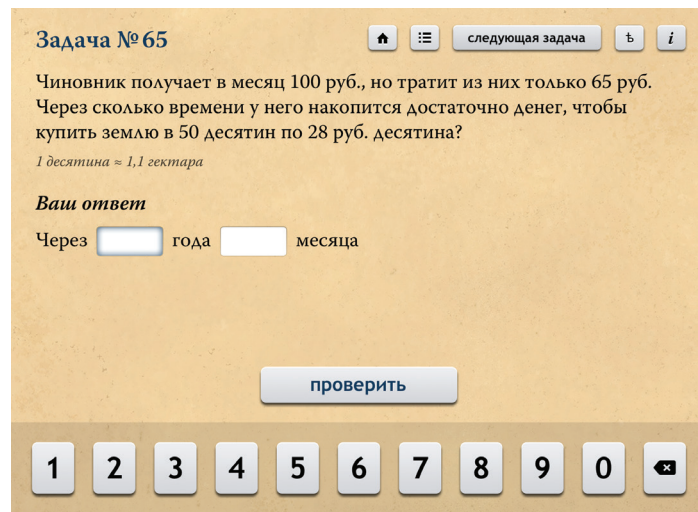 Задача № 65
следующая задача
ѣ
i
Чиновник получает в месяц 100 руб., но тратит из них только 65 руб.
Через сколько времени у него накопится достаточно денег, чтобы
купить землю в 50 десятин по 28 руб. десятина?
1 десятина ≈ 1,1 гектара
Ваш ответ
Через года месяца
проверить
1 2 3 4 5 6 7 8 9 0